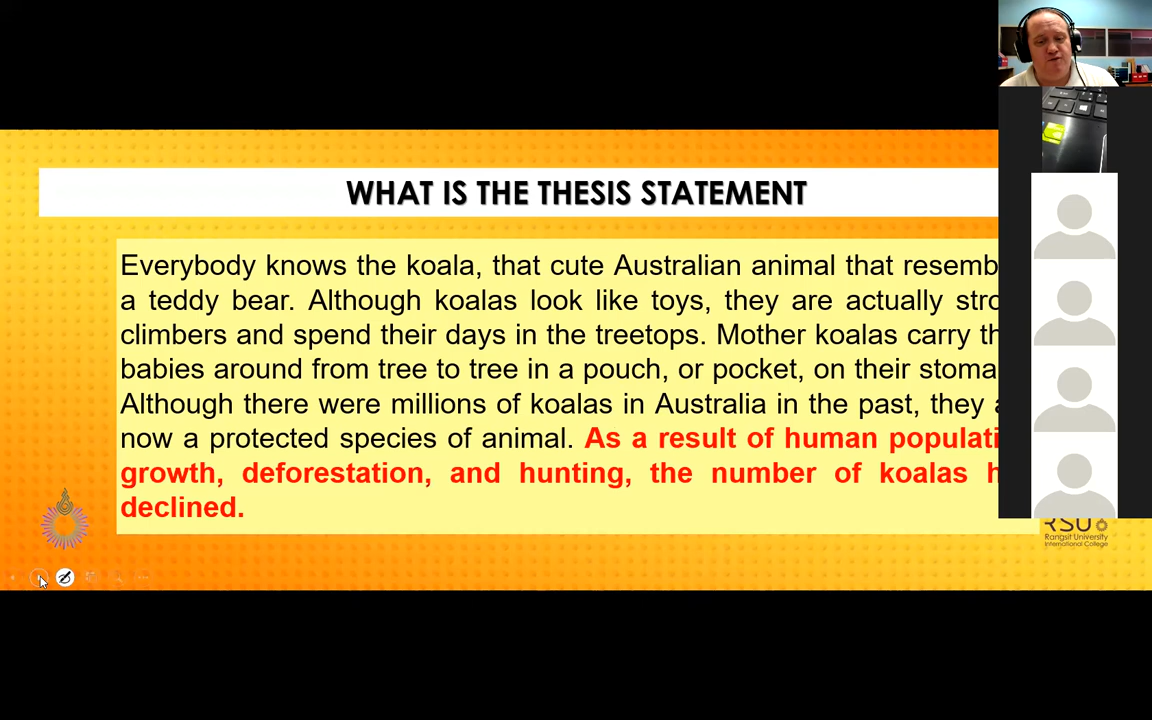 WHAT IS THE THESIS STATEMENT
Everybody knows the koala, that cute Australian animal that resemb
a teddy bear. Although koalas look like toys, they are actually stro
climbers and spend their days in the treetops. Mother koalas carry th
babies around from tree to tree in a pouch, or pocket, on their stoma
Although there were millions of koalas in Australia in the past, they a
now a protected species of animal. As a result of human populati
growth, deforestation, and hunting, the number of koalas h
declined.
RSU
Rangsit University
International College